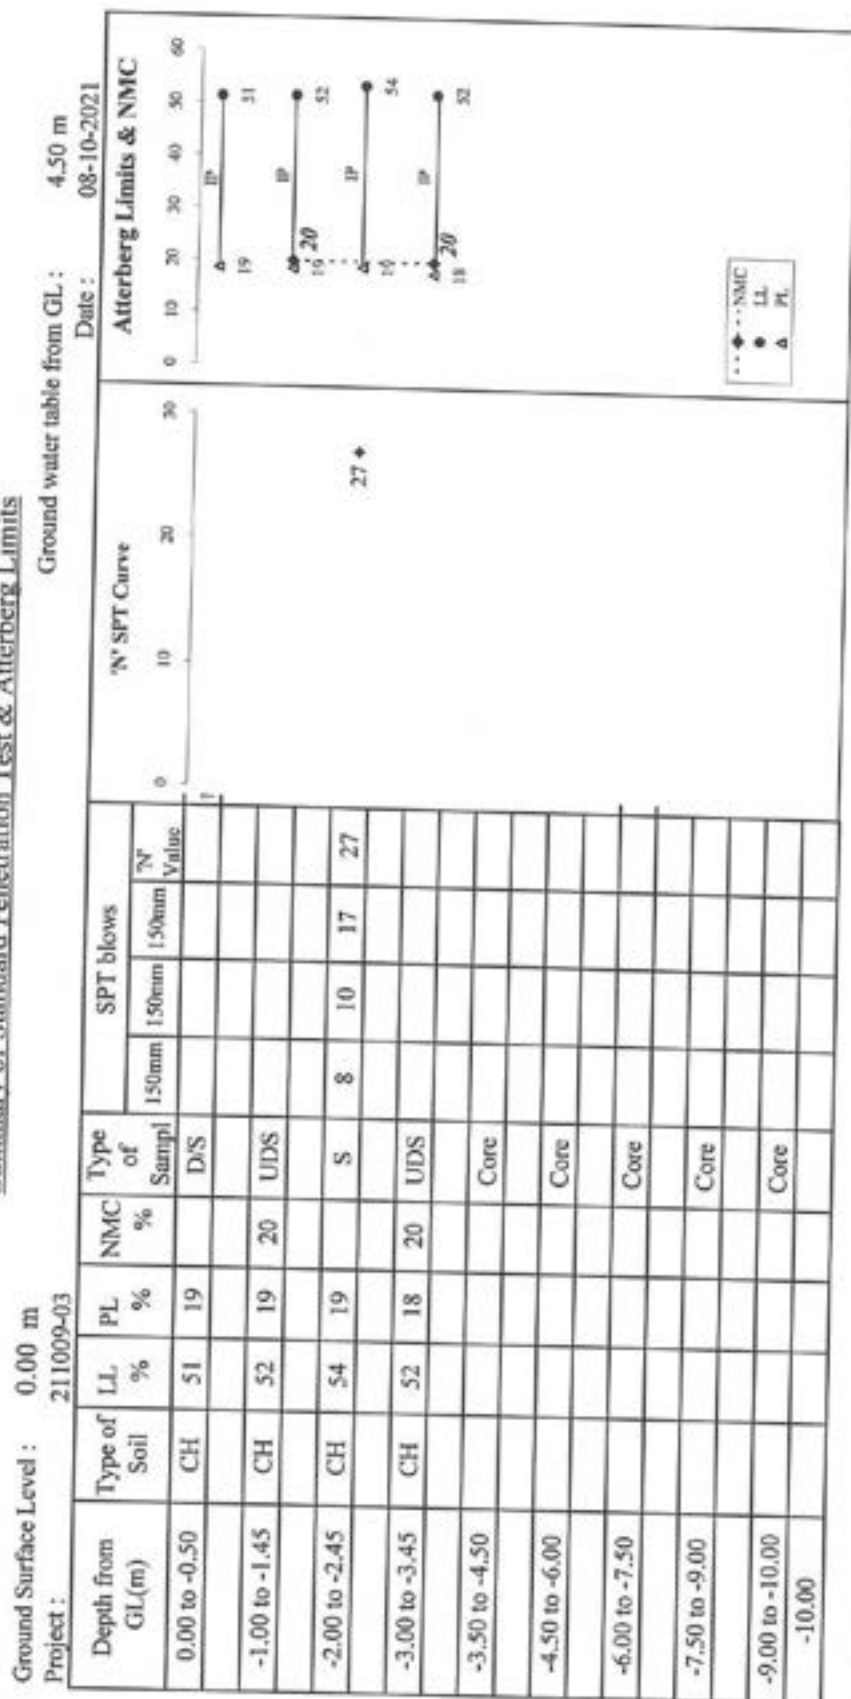 Summary of Standard Penetration Test & Atterberg Limits
Ground Surface Level : 0.00 m Ground water table from GL : 4.50 m
Project : 211009-03 Date : 08-10-2021
Depth from GL(m) Type of Soil LL % PL % NMC % Type of Sampl SPT blows 'N' SPT Curve Atterberg Limits & NMC
150mm 150mm 150mm 'N' Value
0 10 20 30 0 10 20 30 40 50 60
0.00 to -0.50 CH 51 19 D/S
19 IP 51
-1.00 to -1.45 CH 52 19 20 UDS
19 20 IP 52
-2.00 to -2.45 CH 54 19 S 8 10 17 27
27 19 IP 54
-3.00 to -3.45 CH 52 18 20 UDS
18 20 IP 52
-3.50 to -4.50 Core
-4.50 to -6.00 Core
-6.00 to -7.50 Core
-7.50 to -9.00 Core
-9.00 to -10.00 Core
-10.00
NMC
LL
PL